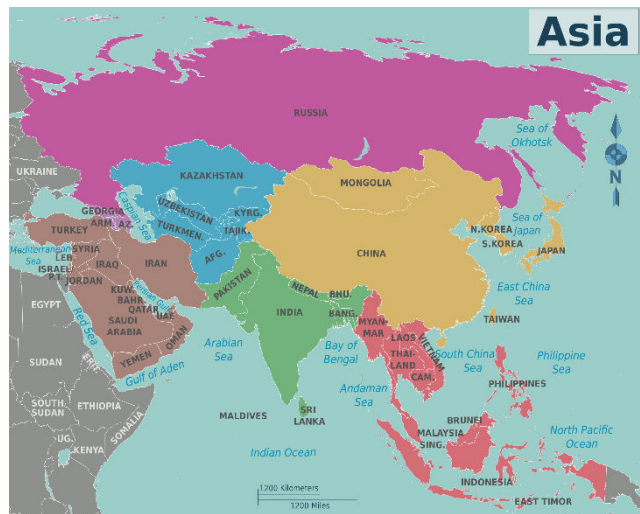 Asia
RUSSIA
Sea of
Okhotsk
N
UKRAINE
KAZAKHSTAN
MONGOLIA
GEORGIA
ARM.
AZ.
Caspian Sea
UZBEKISTAN
KYRG.
TURKMEN.
TAJIK.
TURKEY
Mediterranean
Sea
SYRIA
LEB.
ISRAEL
P.T.
JORDAN
IRAQ
IRAN
AFG.
CHINA
N.KOREA
S.KOREA
Sea of
Japan
JAPAN
EGYPT
KUW.
BAHR.
QATAR
UAE
Persian Gulf
SAUDI
ARABIA
OMAN
PAKISTAN
NEPAL
BHU.
INDIA
BANG.
East China
Sea
TAIWAN
Red Sea
YEMEN
Gulf of Aden
Arabian
Sea
Bay of
Bengal
MYAN-
MAR
LAOS
THAI-
LAND
VIETNAM
CAM.
South China
Sea
Philippine
Sea
SUDAN
ERIT.
SOUTH
SUDAN
ETHIOPIA
SOMALIA
UG.
KENYA
Andaman
Sea
PHILIPPINES
MALDIVES
SRI
LANKA
BRUNEI
MALAYSIA
SING.
North Pacific
Ocean
Indian Ocean
INDONESIA
EAST TIMOR
1200 Kilometers
1200 Miles